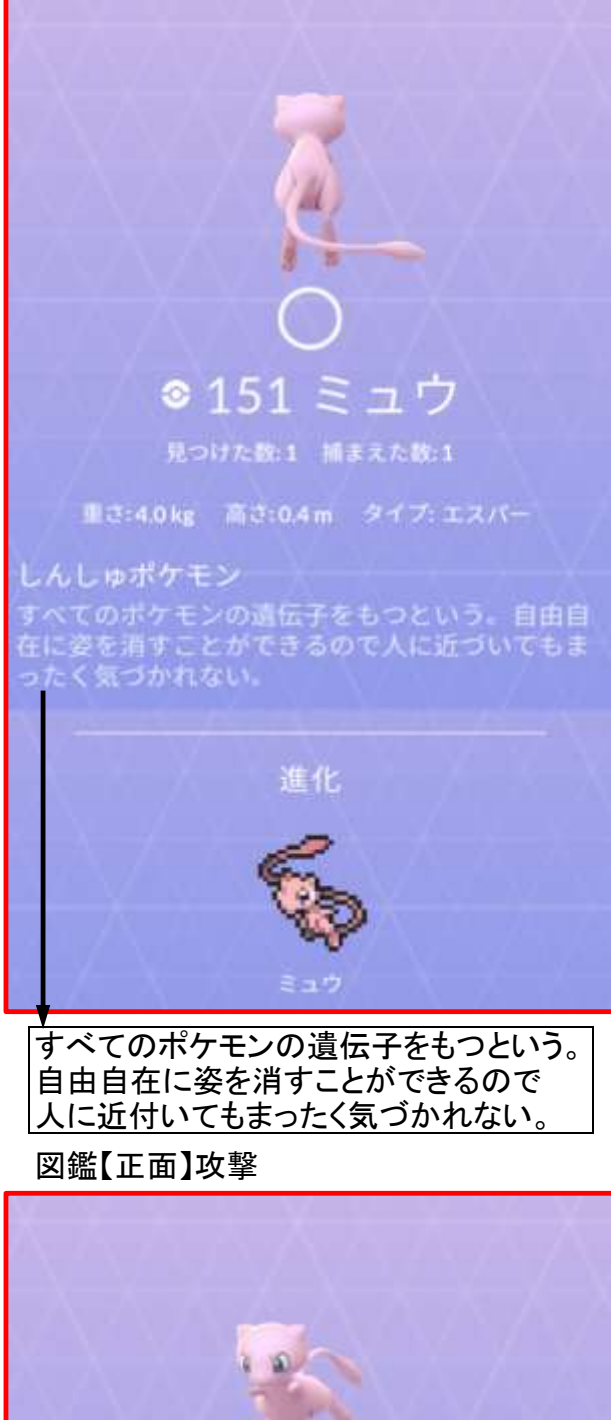 151 ミュウ
見つけた数:1 捕まえた数:1
重さ:4.0kg 高さ:0.4m タイプ: エスパー
しんしゅポケモン
すべてのポケモンの遺伝子をもつという。自由自
在に姿を消すことができるので人に近づいてもま
ったく気づかれない。
進化
ミュウ
すべてのポケモンの遺伝子をもつという。
自由自在に姿を消すことができるので
人に近付いてもまったく気づかれない。
図鑑【正面】攻撃